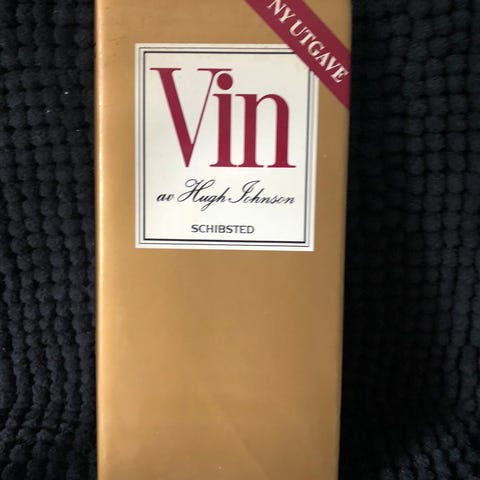 NY UTGAVE
Vin
av Hugh Johnson
SCHIBSTED